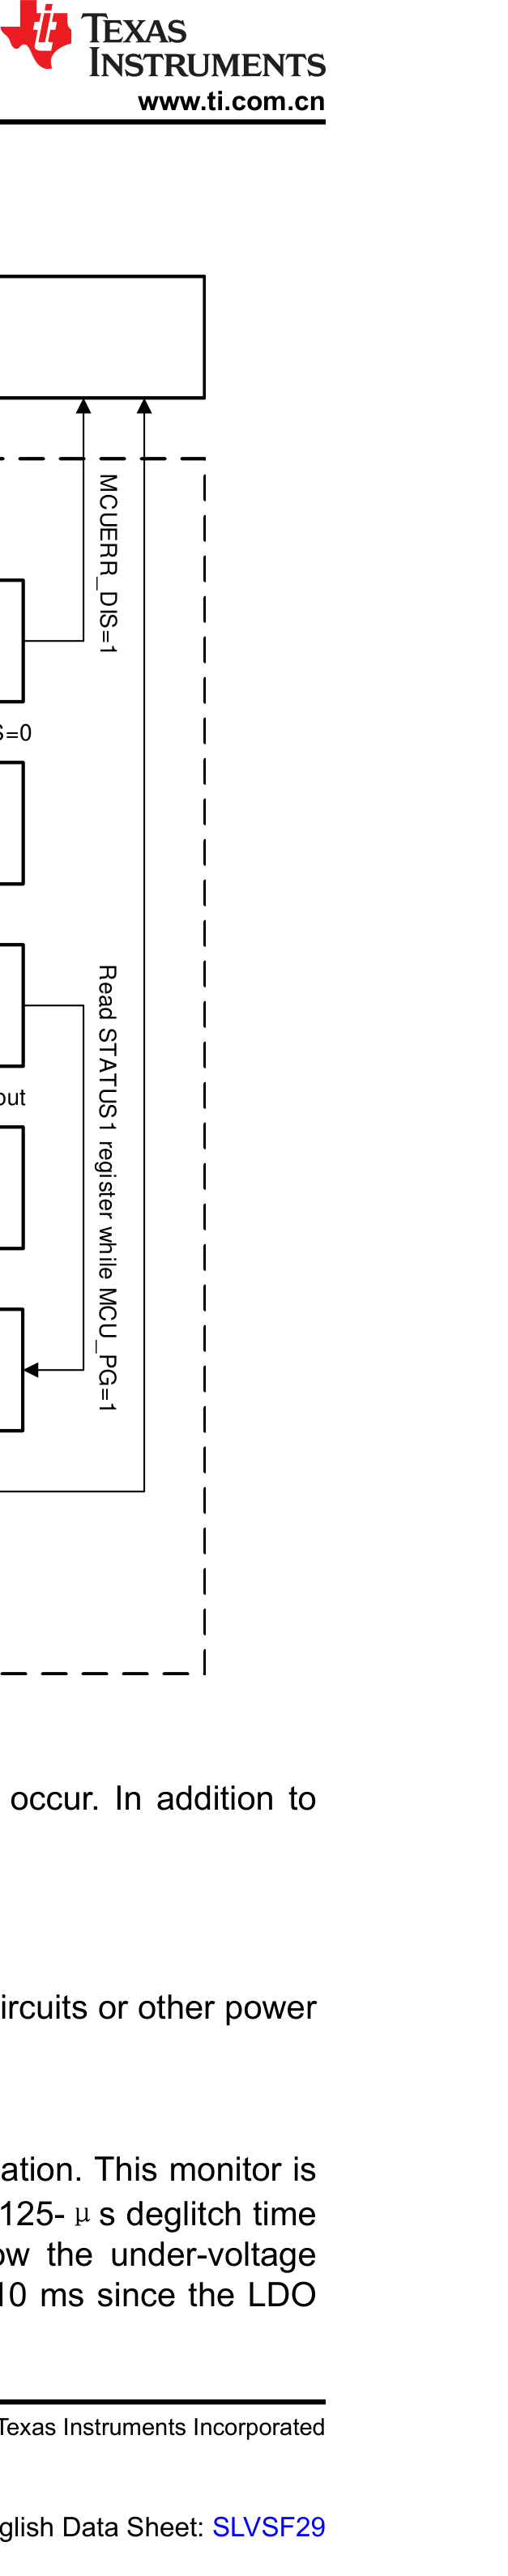 TEXAS
INSTRUMENTS
www.ti.com.cn
MCUERR_DIS=1
=0
Read STATUS1 register while MCU_PG=1
out
occur. In addition to
ircuits or other power
ation. This monitor is
125-μs deglitch time
ow the under-voltage
10 ms since the LDO
Texas Instruments Incorporated
glish Data Sheet: SLVSF29